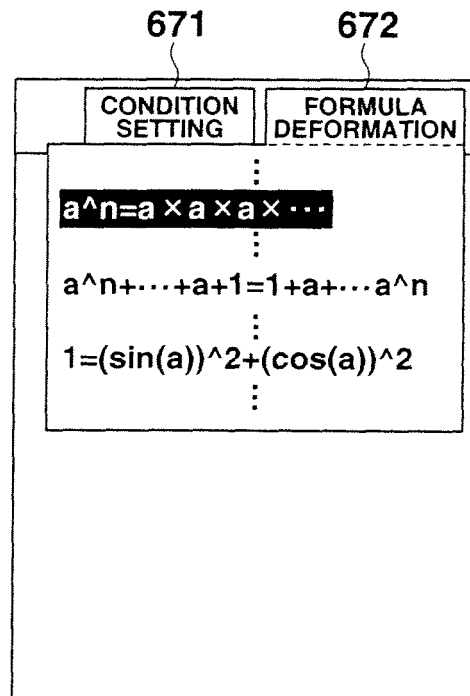 671 672
CONDITION SETTING
FORMULA DEFORMATION
a^n=a×a×a×···
a^n+···+a+1=1+a+···a^n
1=(sin(a))^2+(cos(a))^2